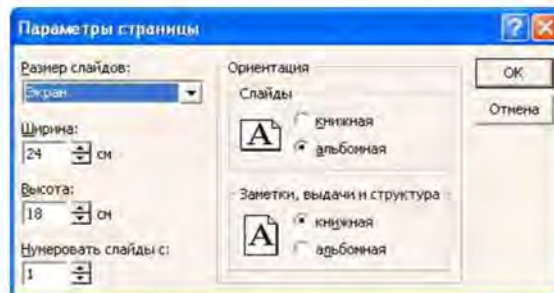 Параметры страницы
Размер слайдов:
Экран
Ширина:
24 см
Высота:
18 см
Нумеровать слайды с:
1
Ориентация
Слайды
A
книжная
альбомная
Заметки, выдачи и структура
A
книжная
альбомная
ОК
Отмена